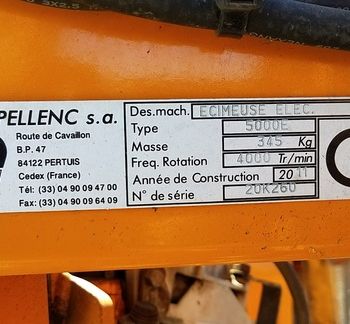 PELLENC s.a.
Route de Cavaillon
B.P. 47
84122 PERTUIS
Cedex (France)
Tél: (33) 04 90 09 47 00
Fax: (33) 04 90 09 64 09
Des.mach. ECIMEUSE ELEC.
Type 5000E
Masse 345 Kg
Freq. Rotation 4000 Tr/min
Année de Construction 20 11
N° de série 20K260